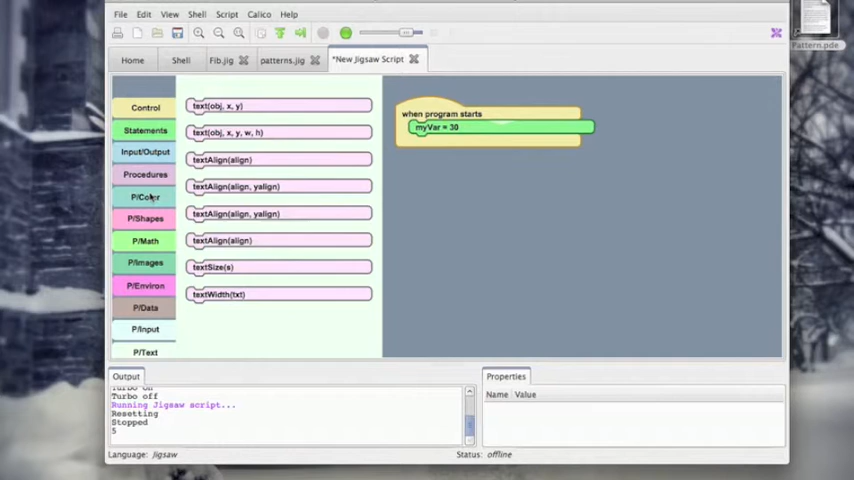 File Edit View Shell Script Calico Help
Home Shell Fib.jig patterns.jig *New Jigsaw Script
Pattern.pde
Control
Statements
Input/Output
Procedures
P/Color
P/Shapes
P/Math
P/Images
P/Environ
P/Data
P/Input
P/Text
text(obj, x, y)
text(obj, x, y, w, h)
textAlign(align)
textAlign(align, yalign)
textAlign(align, yalign)
textAlign(align)
textSize(s)
textWidth(txt)
when program starts
myVar = 30
Output
Turbo on
Turbo off
Running Jigsaw script...
Resetting
Stopped
5
Properties
Name Value
Language: jigsaw
Status: offline